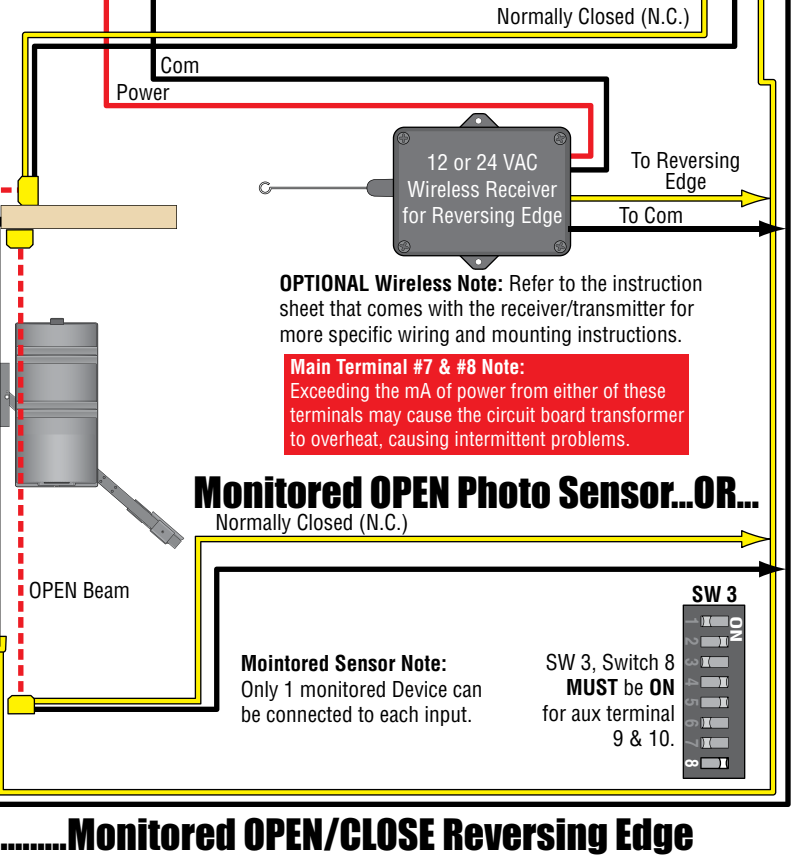 Normally Closed (N.C.)
Com
Power
12 or 24 VAC
Wireless Receiver
for Reversing Edge
To Reversing
Edge
To Com
OPTIONAL Wireless Note: Refer to the instruction
sheet that comes with the receiver/transmitter for
more specific wiring and mounting instructions.
Main Terminal #7 & #8 Note:
Exceeding the mA of power from either of these
terminals may cause the circuit board transformer
to overheat, causing intermittent problems.
Monitored OPEN Photo Sensor...OR...
Normally Closed (N.C.)
OPEN Beam
Mointored Sensor Note:
Only 1 monitored Device can
be connected to each input.
SW 3, Switch 8
MUST be ON
for aux terminal
9 & 10.
SW 3
ON
1
2
3
4
5
6
7
8
.........Monitored OPEN/CLOSE Reversing Edge